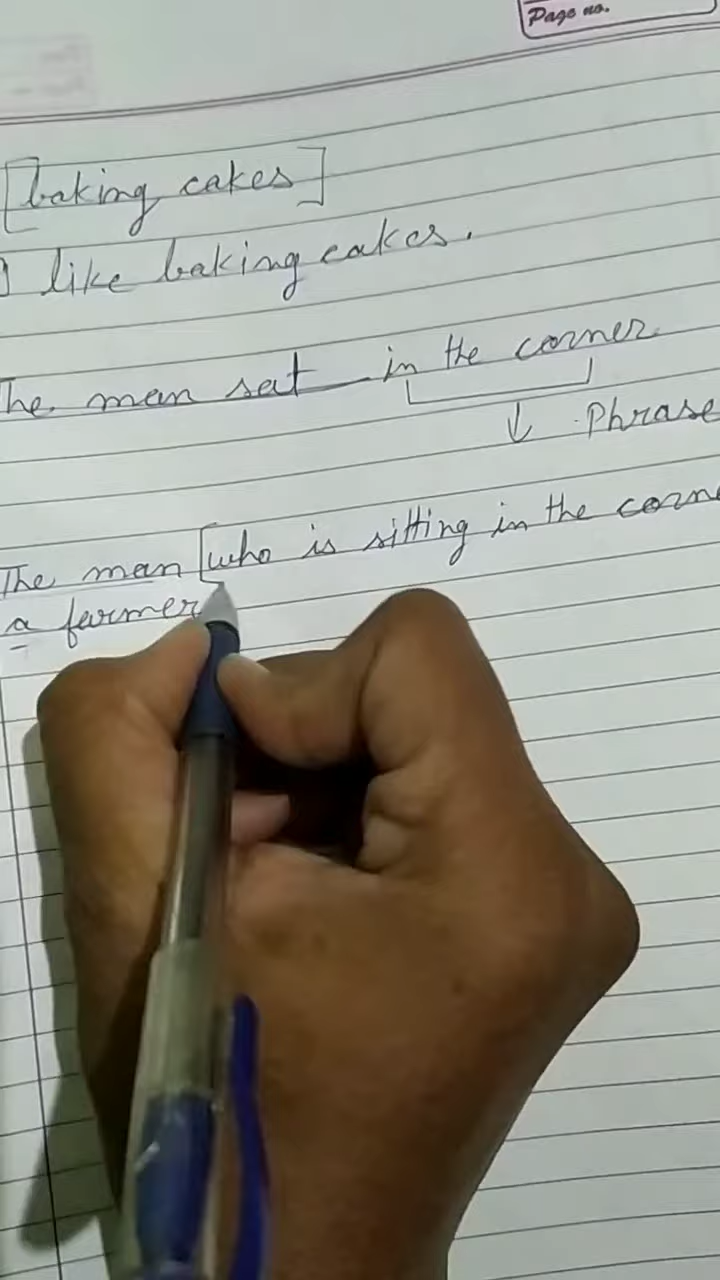 Page no.
[baking cakes]
I like baking cakes.
The man sat in the corner.
↓ Phrase
The man [who is sitting in the corne
a farmer